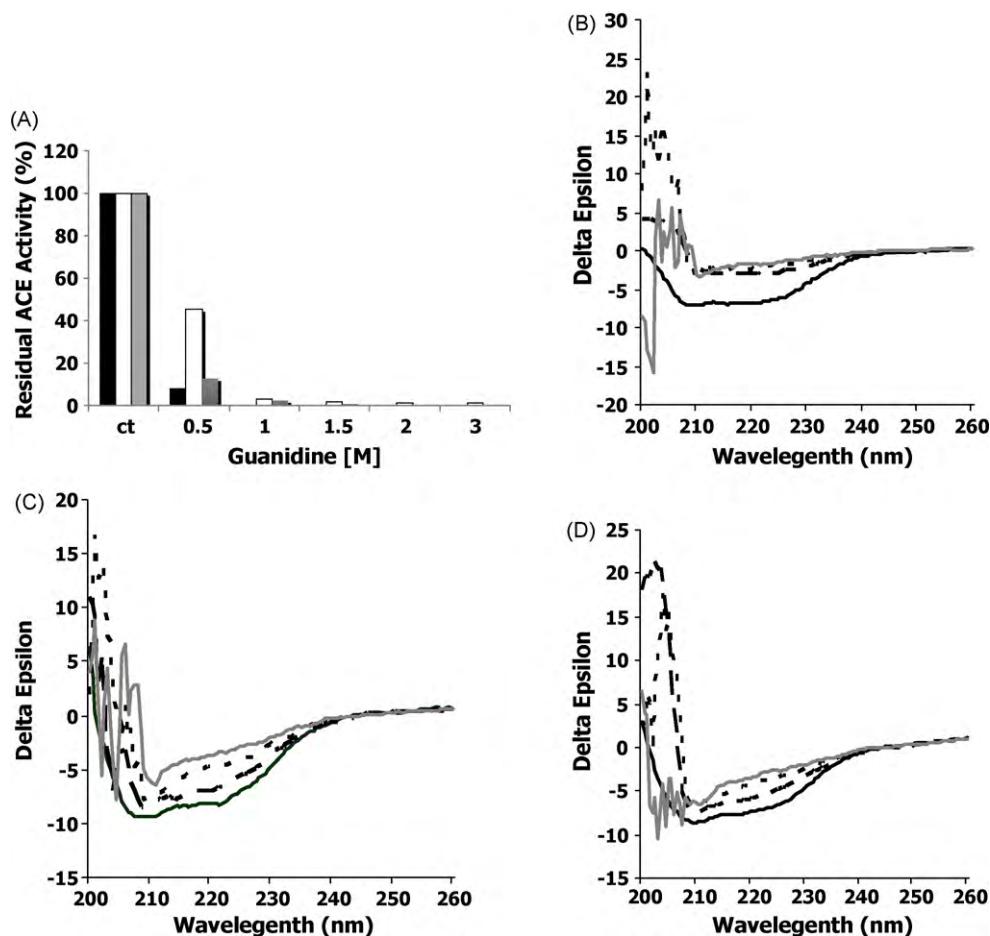 (A)
Residual ACE Activity (%)
120
100
80
60
40
20
0
ct 0.5 1 1.5 2 3
Guanidine [M]
(B)
Delta Epsilon
30
25
20
15
10
5
0
-5
-10
-15
-20
200 210 220 230 240 250 260
Wavelegenth (nm)
(C)
Delta Epsilon
20
15
10
5
0
-5
-10
-15
200 210 220 230 240 250 260
Wavelegenth (nm)
(D)
Delta Epsilon
25
20
15
10
5
0
-5
-10
-15
200 210 220 230 240 250 260
Wavelegenth (nm)